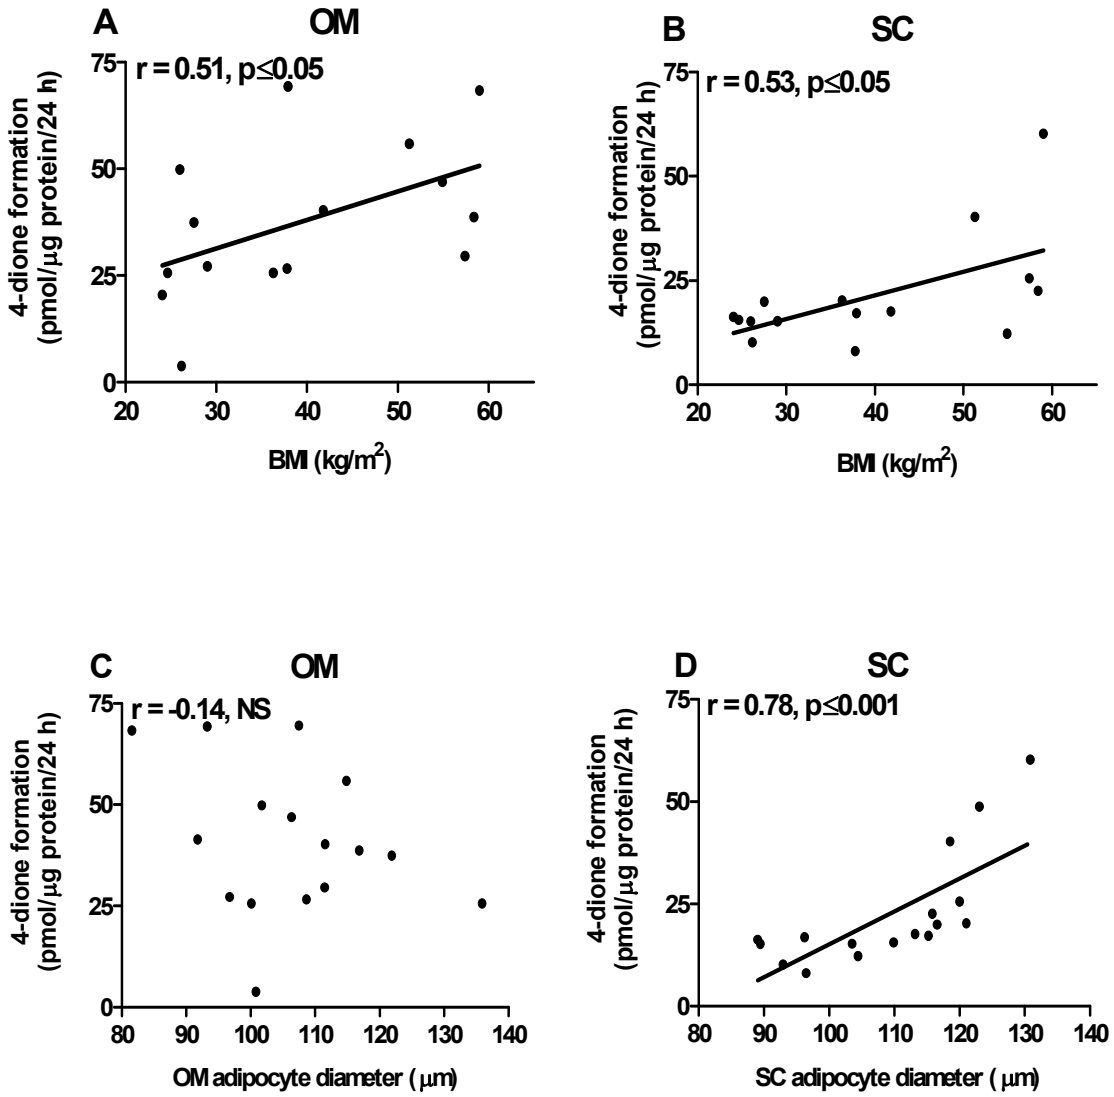 A OM
r = 0.51, p≤0.05
4-dione formation
(pmol/μg protein/24 h)
75
50
25
0
20 30 40 50 60
BMI (kg/m²)
B SC
r = 0.53, p≤0.05
4-dione formation
(pmol/μg protein/24 h)
75
50
25
0
20 30 40 50 60
BMI (kg/m²)
C OM
r = -0.14, NS
4-dione formation
(pmol/μg protein/24 h)
75
50
25
0
80 90 100 110 120 130 140
OM adipocyte diameter ( μm)
D SC
r = 0.78, p≤0.001
4-dione formation
(pmol/μg protein/24 h)
75
50
25
0
80 90 100 110 120 130 140
SC adipocyte diameter ( μm)